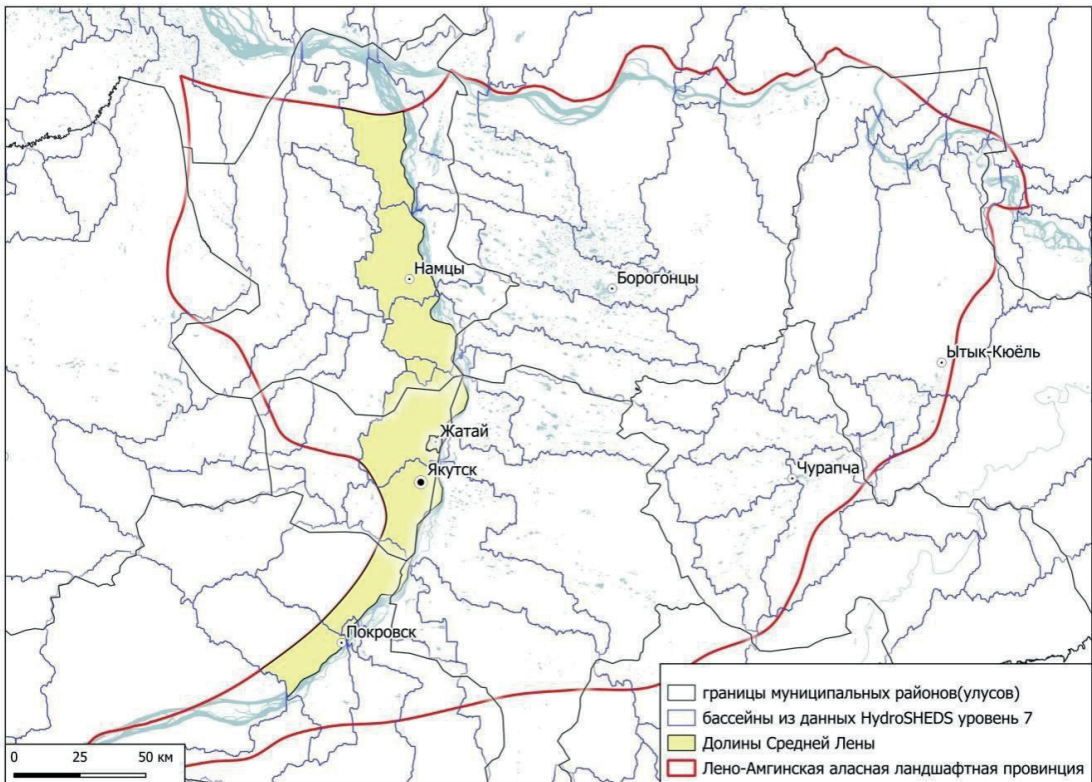 Намцы
Борогонцы
Ытык-Кюёль
Жатай
Якутск
Чурапча
Покровск
границы муниципальных районов(улусов)
бассейны из данных HydroSHEDS уровень 7
Долины Средней Лены
Лено-Амгинская аласная ландшафтная провинция
0 25 50 км